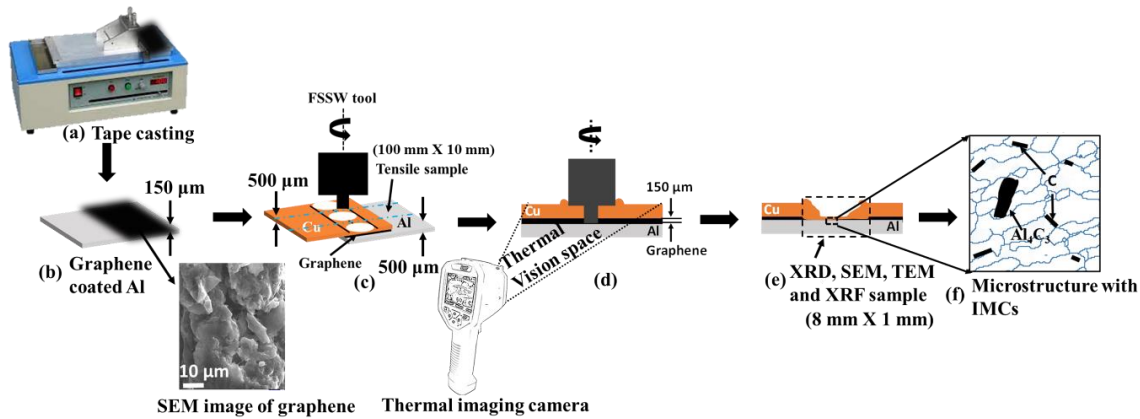 (a) Tape casting
150 µm
(b) Graphene
coated Al
10 µm
SEM image of graphene
FSSW tool
(100 mm X 10 mm)
Tensile sample
500 µm
Cu
Al
Graphene
500 µm
(c)
Thermal
Vision space
Thermal imaging camera
150 µm
Cu
Al
Graphene
(d)
Cu
Al
(e) XRD, SEM, TEM
and XRF sample
(8 mm X 1 mm)
C
Al₄C₃
(f) Microstructure with
IMCs